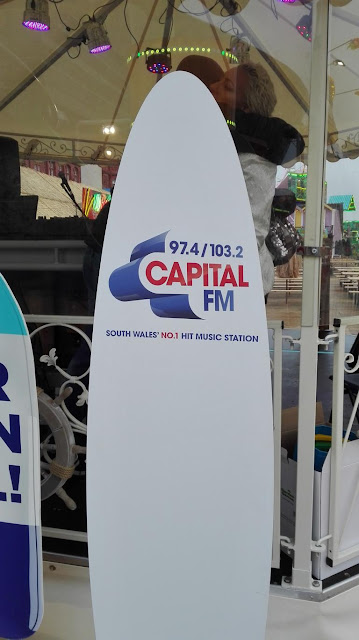 97.4 / 103.2
CAPITAL
FM
SOUTH WALES' NO.1 HIT MUSIC STATION
R
N
!